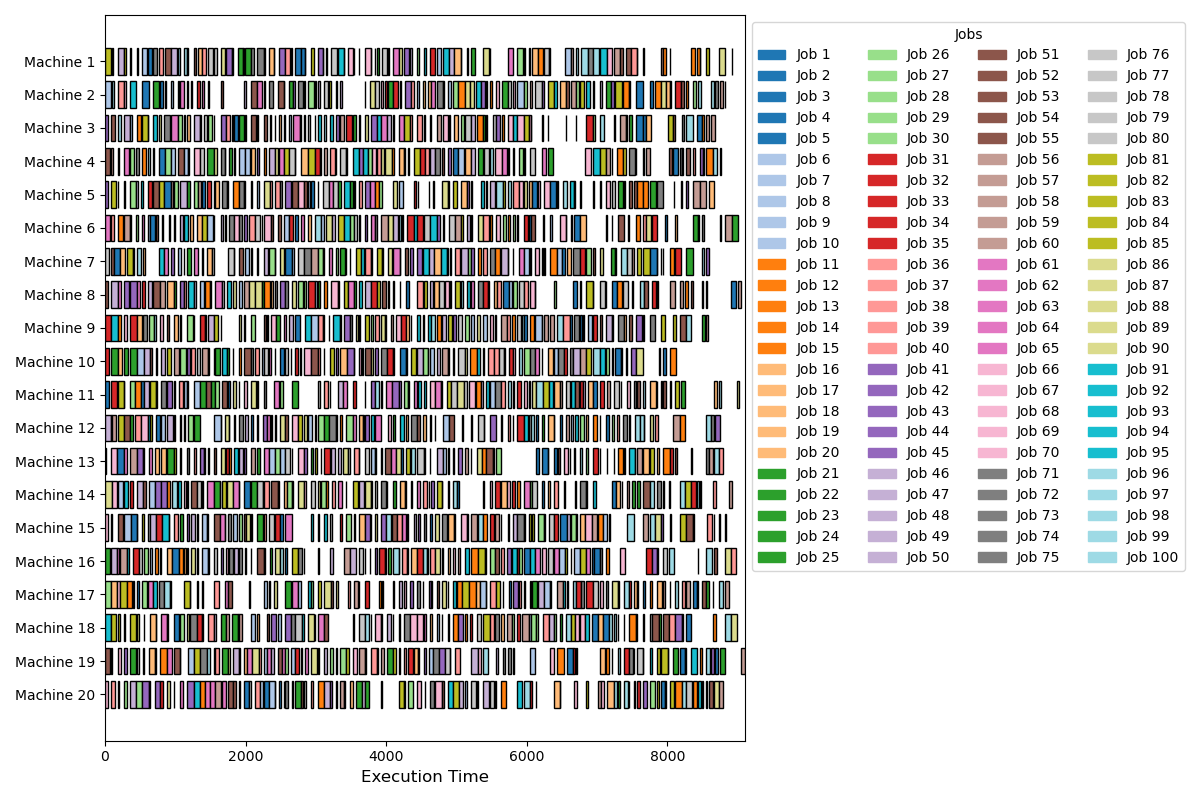 Machine 1
Machine 2
Machine 3
Machine 4
Machine 5
Machine 6
Machine 7
Machine 8
Machine 9
Machine 10
Machine 11
Machine 12
Machine 13
Machine 14
Machine 15
Machine 16
Machine 17
Machine 18
Machine 19
Machine 20
0 2000 4000 6000 8000
Execution Time
Jobs
Job 1 Job 26 Job 51 Job 76
Job 2 Job 27 Job 52 Job 77
Job 3 Job 28 Job 53 Job 78
Job 4 Job 29 Job 54 Job 79
Job 5 Job 30 Job 55 Job 80
Job 6 Job 31 Job 56 Job 81
Job 7 Job 32 Job 57 Job 82
Job 8 Job 33 Job 58 Job 83
Job 9 Job 34 Job 59 Job 84
Job 10 Job 35 Job 60 Job 85
Job 11 Job 36 Job 61 Job 86
Job 12 Job 37 Job 62 Job 87
Job 13 Job 38 Job 63 Job 88
Job 14 Job 39 Job 64 Job 89
Job 15 Job 40 Job 65 Job 90
Job 16 Job 41 Job 66 Job 91
Job 17 Job 42 Job 67 Job 92
Job 18 Job 43 Job 68 Job 93
Job 19 Job 44 Job 69 Job 94
Job 20 Job 45 Job 70 Job 95
Job 21 Job 46 Job 71 Job 96
Job 22 Job 47 Job 72 Job 97
Job 23 Job 48 Job 73 Job 98
Job 24 Job 49 Job 74 Job 99
Job 25 Job 50 Job 75 Job 100